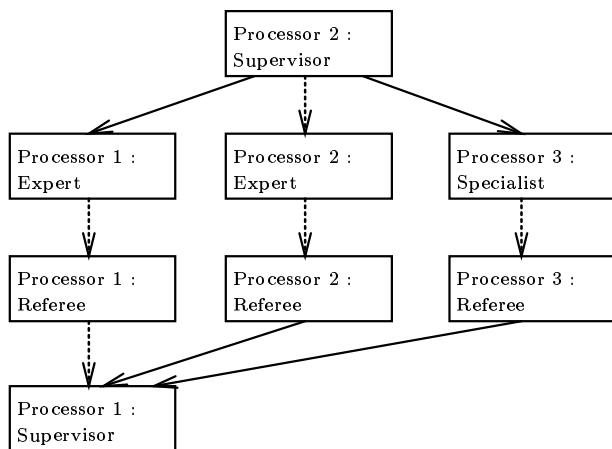 Processor 2 :
Supervisor
Processor 1 :
Expert
Processor 2 :
Expert
Processor 3 :
Specialist
Processor 1 :
Referee
Processor 2 :
Referee
Processor 3 :
Referee
Processor 1 :
Supervisor